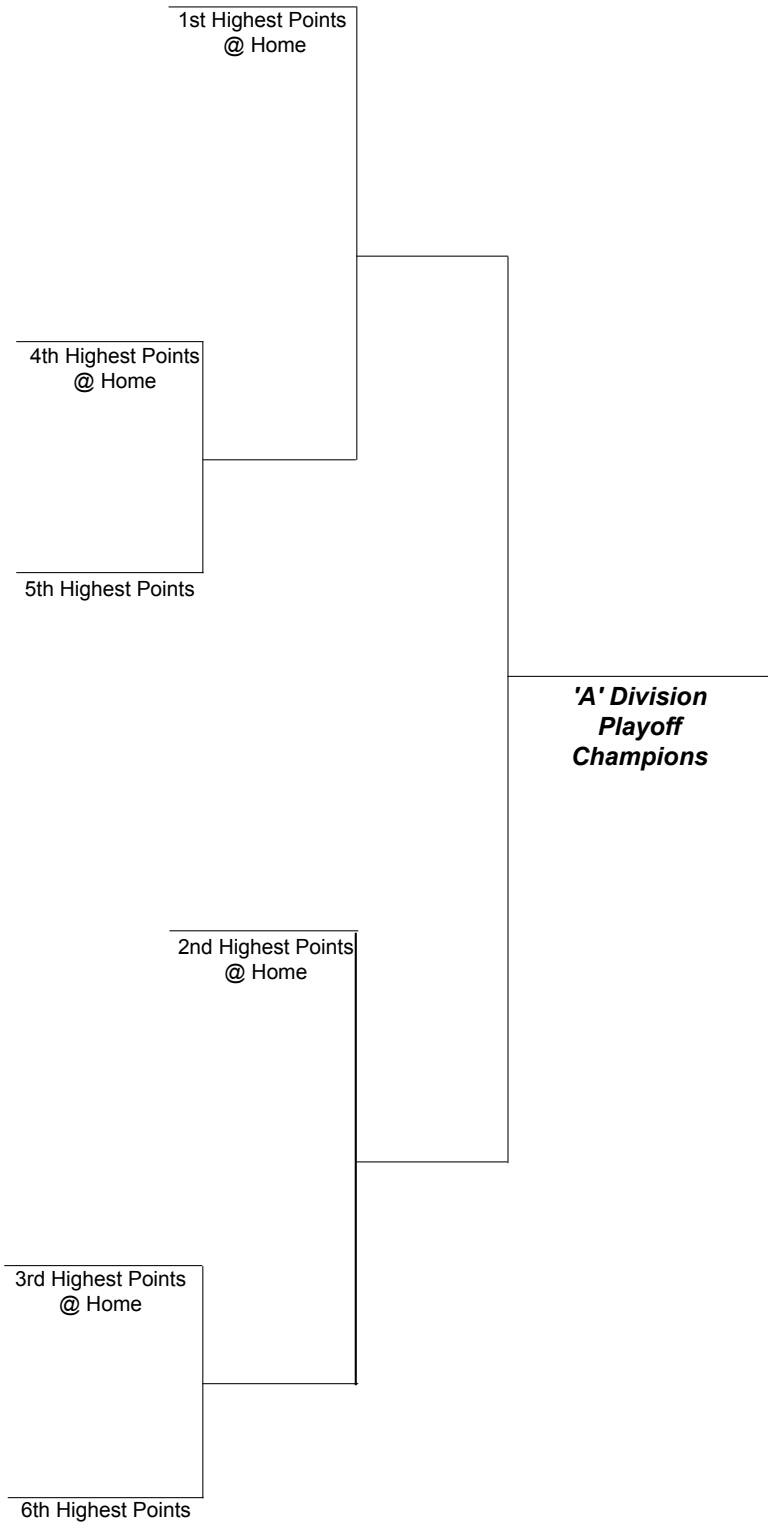 1st Highest Points
@ Home
4th Highest Points
@ Home
5th Highest Points
'A' Division
Playoff
Champions
2nd Highest Points
@ Home
3rd Highest Points
@ Home
6th Highest Points